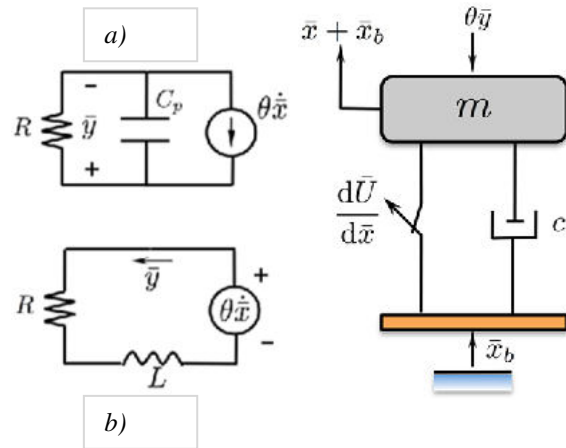 a)
−
R
ȳ
+
C_p
θẋ̄
R
ȳ
+
θẋ̄
−
L
b)
x̄ + x̄_b
θȳ
m
dŪ
dx̄
c
x̄_b